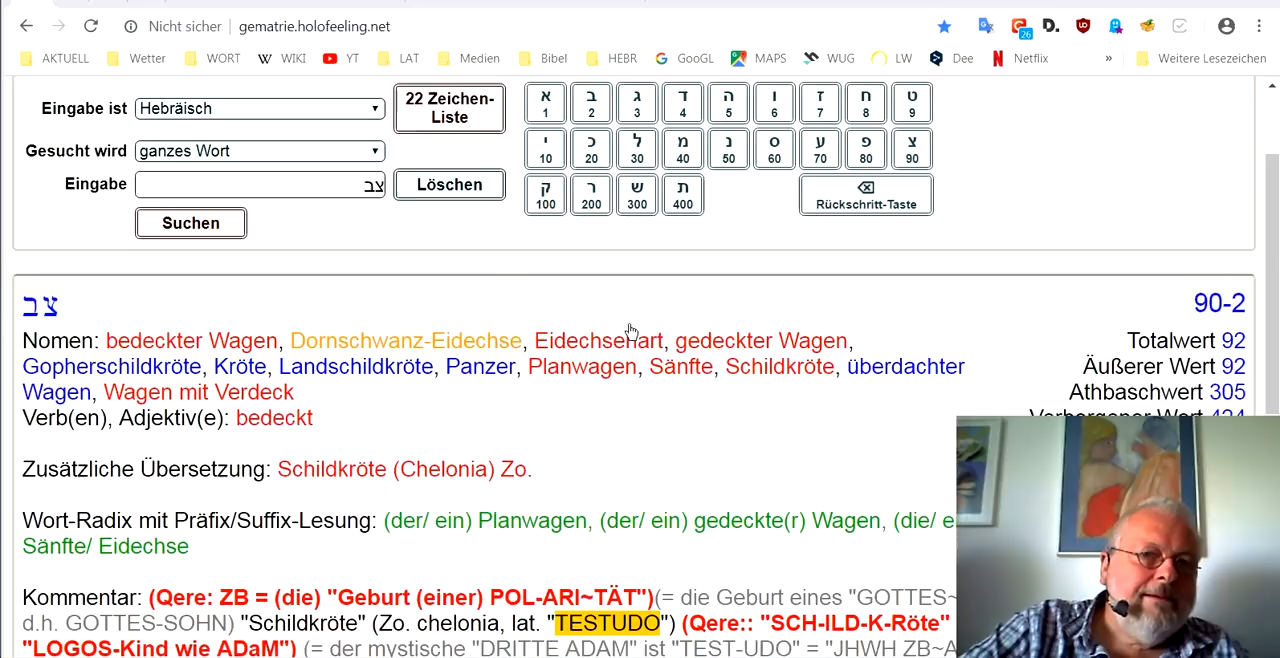 Nicht sicher | gematrie.holofeeling.net
26
AKTUELL Wetter WORT WIKI YT LAT Medien Bibel HEBR GooGL MAPS WUG LW Dee Netflix » Weitere Lesezeichen
Eingabe ist Hebräisch
22 Zeichen-Liste
Gesucht wird ganzes Wort
Eingabe צב Löschen
Suchen
א ב ג ד ה ו ז ח ט
1 2 3 4 5 6 7 8 9
י כ ל מ נ ס ע פ צ
10 20 30 40 50 60 70 80 90
ק ר ש ת
100 200 300 400 Rückschritt-Taste
צב 90-2
Nomen: bedeckter Wagen, Dornschwanz-Eidechse, Eidechsenart, gedeckter Wagen,
Gopherschildkröte, Kröte, Landschildkröte, Panzer, Planwagen, Sänfte, Schildkröte, überdachter
Wagen, Wagen mit Verdeck
Verb(en), Adjektiv(e): bedeckt
Totalwert 92
Äußerer Wert 92
Athbaschwert 305
Zusätzliche Übersetzung: Schildkröte (Chelonia) Zo.
Wort-Radix mit Präfix/Suffix-Lesung: (der/ ein) Planwagen, (der/ ein) gedeckte(r) Wagen, (die/ e
Sänfte/ Eidechse
Kommentar: (Qere: ZB = (die) "Geburt (einer) POL-ARI~TÄT")(= die Geburt eines "GOTTES~
d.h. GOTTES-SOHN) "Schildkröte" (Zo. chelonia, lat. "TESTUDO") (Qere:: "SCH-ILD-K-Röte"
"LOGOS-Kind wie ADaM") (= der mystische "DRITTE ADAM" ist "TEST-UDO" = "JHWH ZB~A